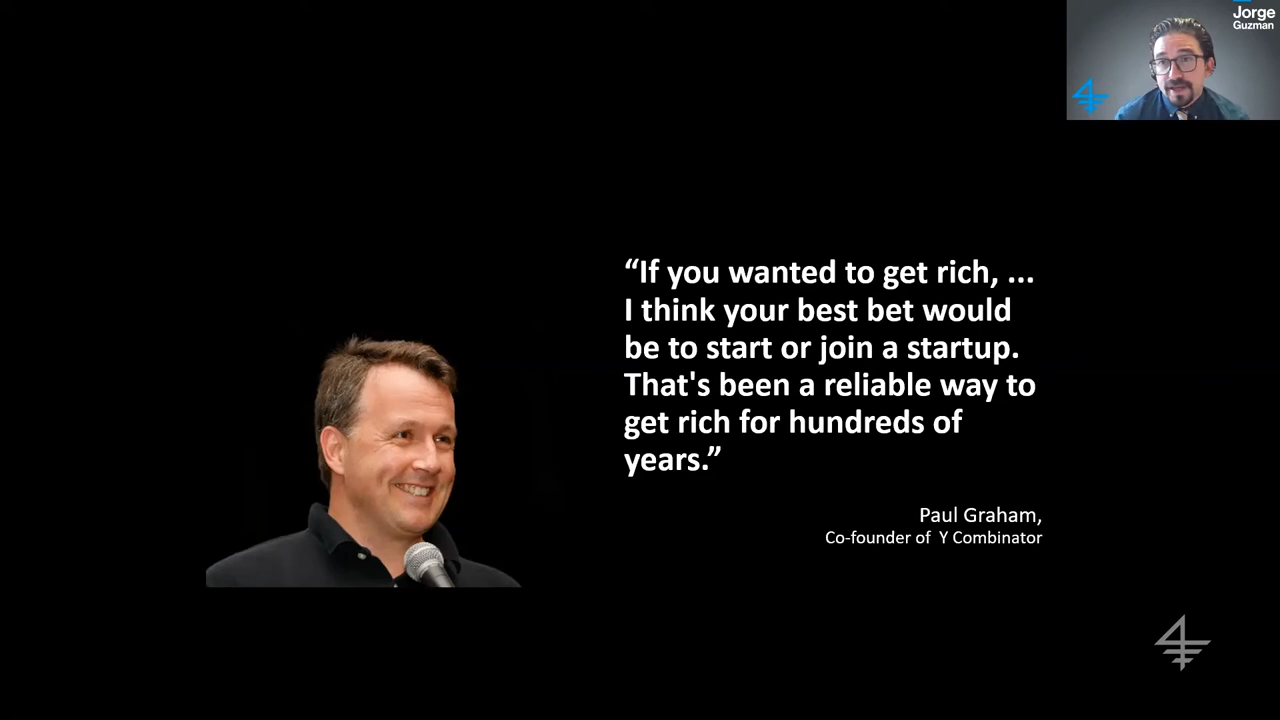 Jorge
Guzman
“If you wanted to get rich, ...
I think your best bet would
be to start or join a startup.
That's been a reliable way to
get rich for hundreds of
years.”
Paul Graham,
Co-founder of Y Combinator